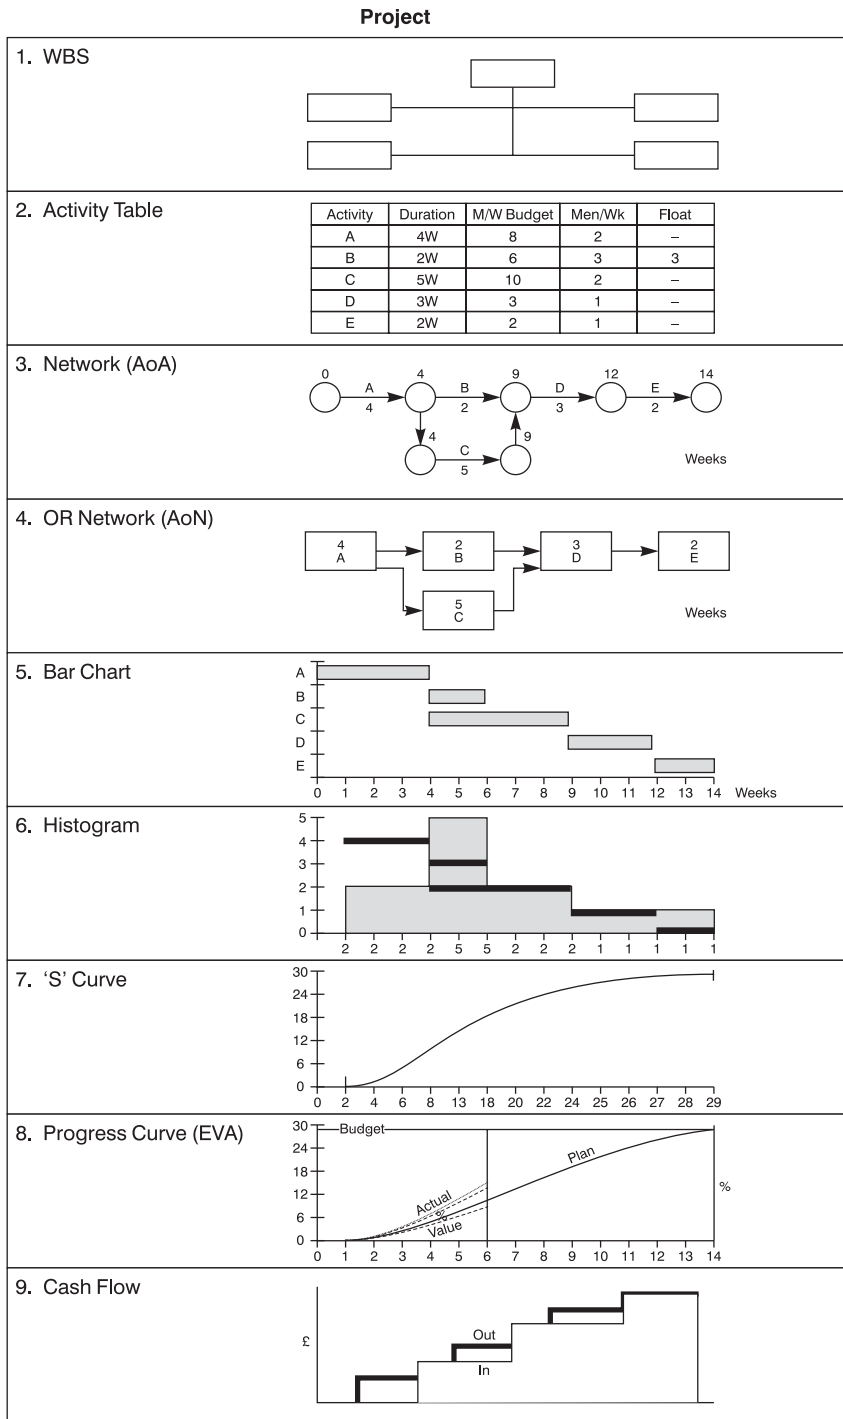 Project
1. WBS
2. Activity Table
Activity Duration M/W Budget Men/Wk Float
A 4W 8 2 –
B 2W 6 3 3
C 5W 10 2 –
D 3W 3 1 –
E 2W 2 1 –
3. Network (AoA)
0 4 9 12 14
A B D E
4 2 3 2
4 9
C
5
Weeks
4. OR Network (AoN)
4 2 3 2
A B D E
5
C
Weeks
5. Bar Chart
A
B
C
D
E
0 1 2 3 4 5 6 7 8 9 10 11 12 13 14 Weeks
6. Histogram
5
4
3
2
1
0
2 2 2 2 5 5 2 2 2 1 1 1 1 1
7. ‘S’ Curve
30
24
18
12
6
0
0 2 4 6 8 13 18 20 22 24 25 26 27 28 29
8. Progress Curve (EVA)
30
24
18
12
6
0
Budget
Plan
Actual
%
Value
%
0 1 2 3 4 5 6 7 8 9 10 11 12 13 14
9. Cash Flow
£
Out
In